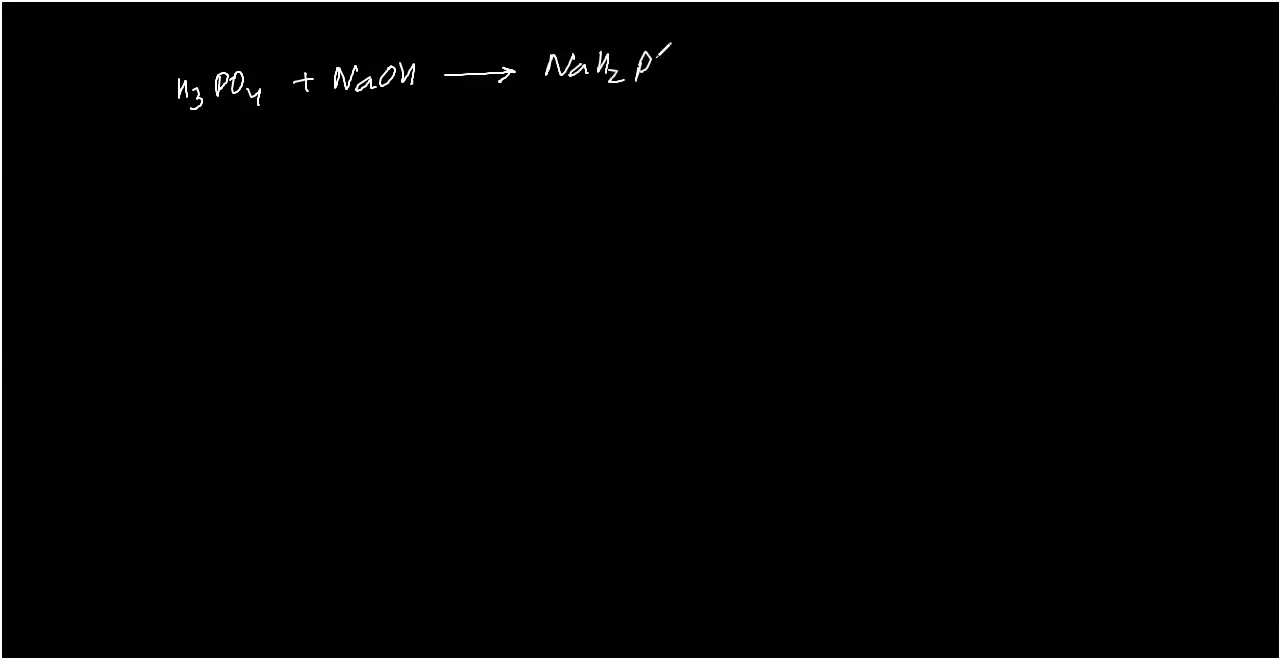 H₃PO₄ + NaOH ⟶ NaH₂P